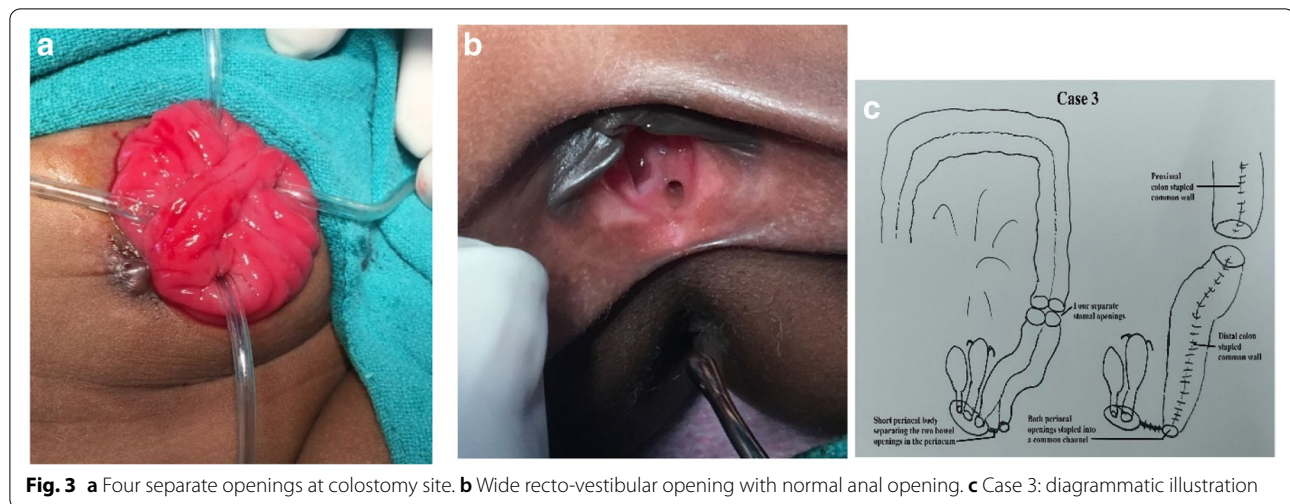 a
b
c
Case 3
Proximal
colon stapled
common wall
Four separate
stomal openings
Distal colon
stapled
common wall
Short perineal body
separating the two bowel
openings in the perineum
Both perineal
openings stapled into
a common channel
Fig. 3 a Four separate openings at colostomy site. b Wide recto-vestibular opening with normal anal opening. c Case 3: diagrammatic illustration